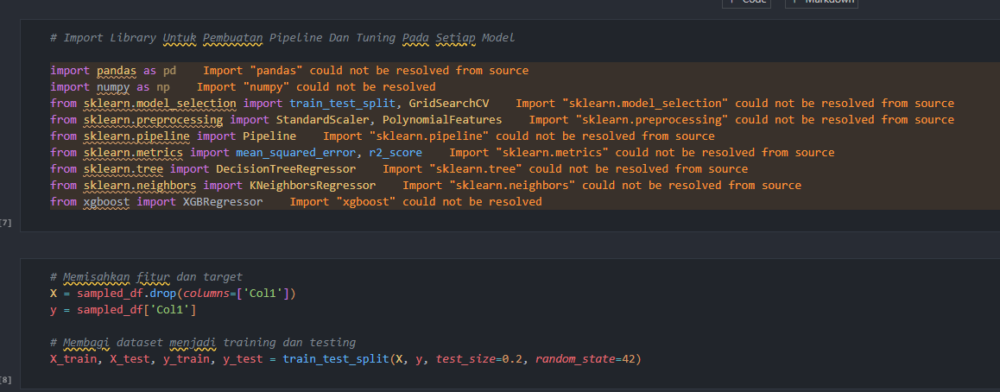 Code Markdown
# Import Library Untuk Pembuatan Pipeline Dan Tuning Pada Setiap Model
import pandas as pd    Import "pandas" could not be resolved from source
import numpy as np    Import "numpy" could not be resolved
from sklearn.model_selection import train_test_split, GridSearchCV    Import "sklearn.model_selection" could not be resolved from source
from sklearn.preprocessing import StandardScaler, PolynomialFeatures    Import "sklearn.preprocessing" could not be resolved from source
from sklearn.pipeline import Pipeline    Import "sklearn.pipeline" could not be resolved from source
from sklearn.metrics import mean_squared_error, r2_score    Import "sklearn.metrics" could not be resolved from source
from sklearn.tree import DecisionTreeRegressor    Import "sklearn.tree" could not be resolved from source
from sklearn.neighbors import KNeighborsRegressor    Import "sklearn.neighbors" could not be resolved from source
from xgboost import XGBRegressor    Import "xgboost" could not be resolved
[7]
# Memisahkan fitur dan target
X = sampled_df.drop(columns=['Col1'])
y = sampled_df['Col1']
# Membagi dataset menjadi training dan testing
X_train, X_test, y_train, y_test = train_test_split(X, y, test_size=0.2, random_state=42)
[8]